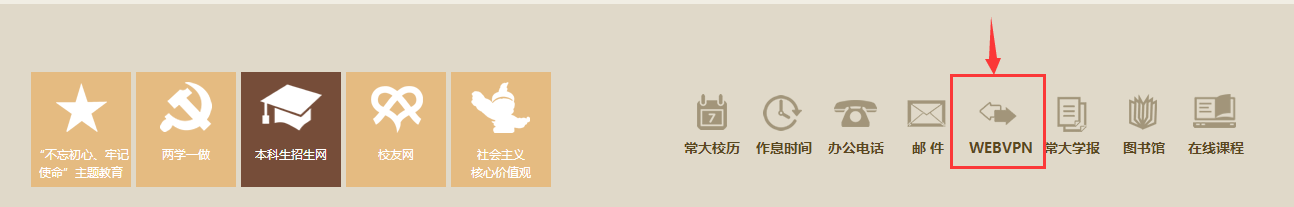 “不忘初心、牢记
使命”主题教育
两学一做
本科生招生网
校友网
社会主义
核心价值观
7
常大校历
作息时间
办公电话
邮 件
WEBVPN
常大学报
图书馆
在线课程